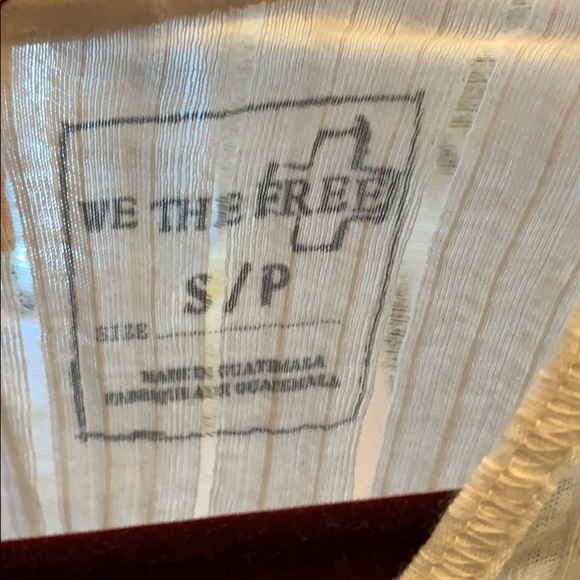 WE THE FREE
S/P
SIZE
MADE IN GUATEMALA
FABRIQUE AU GUATEMALA